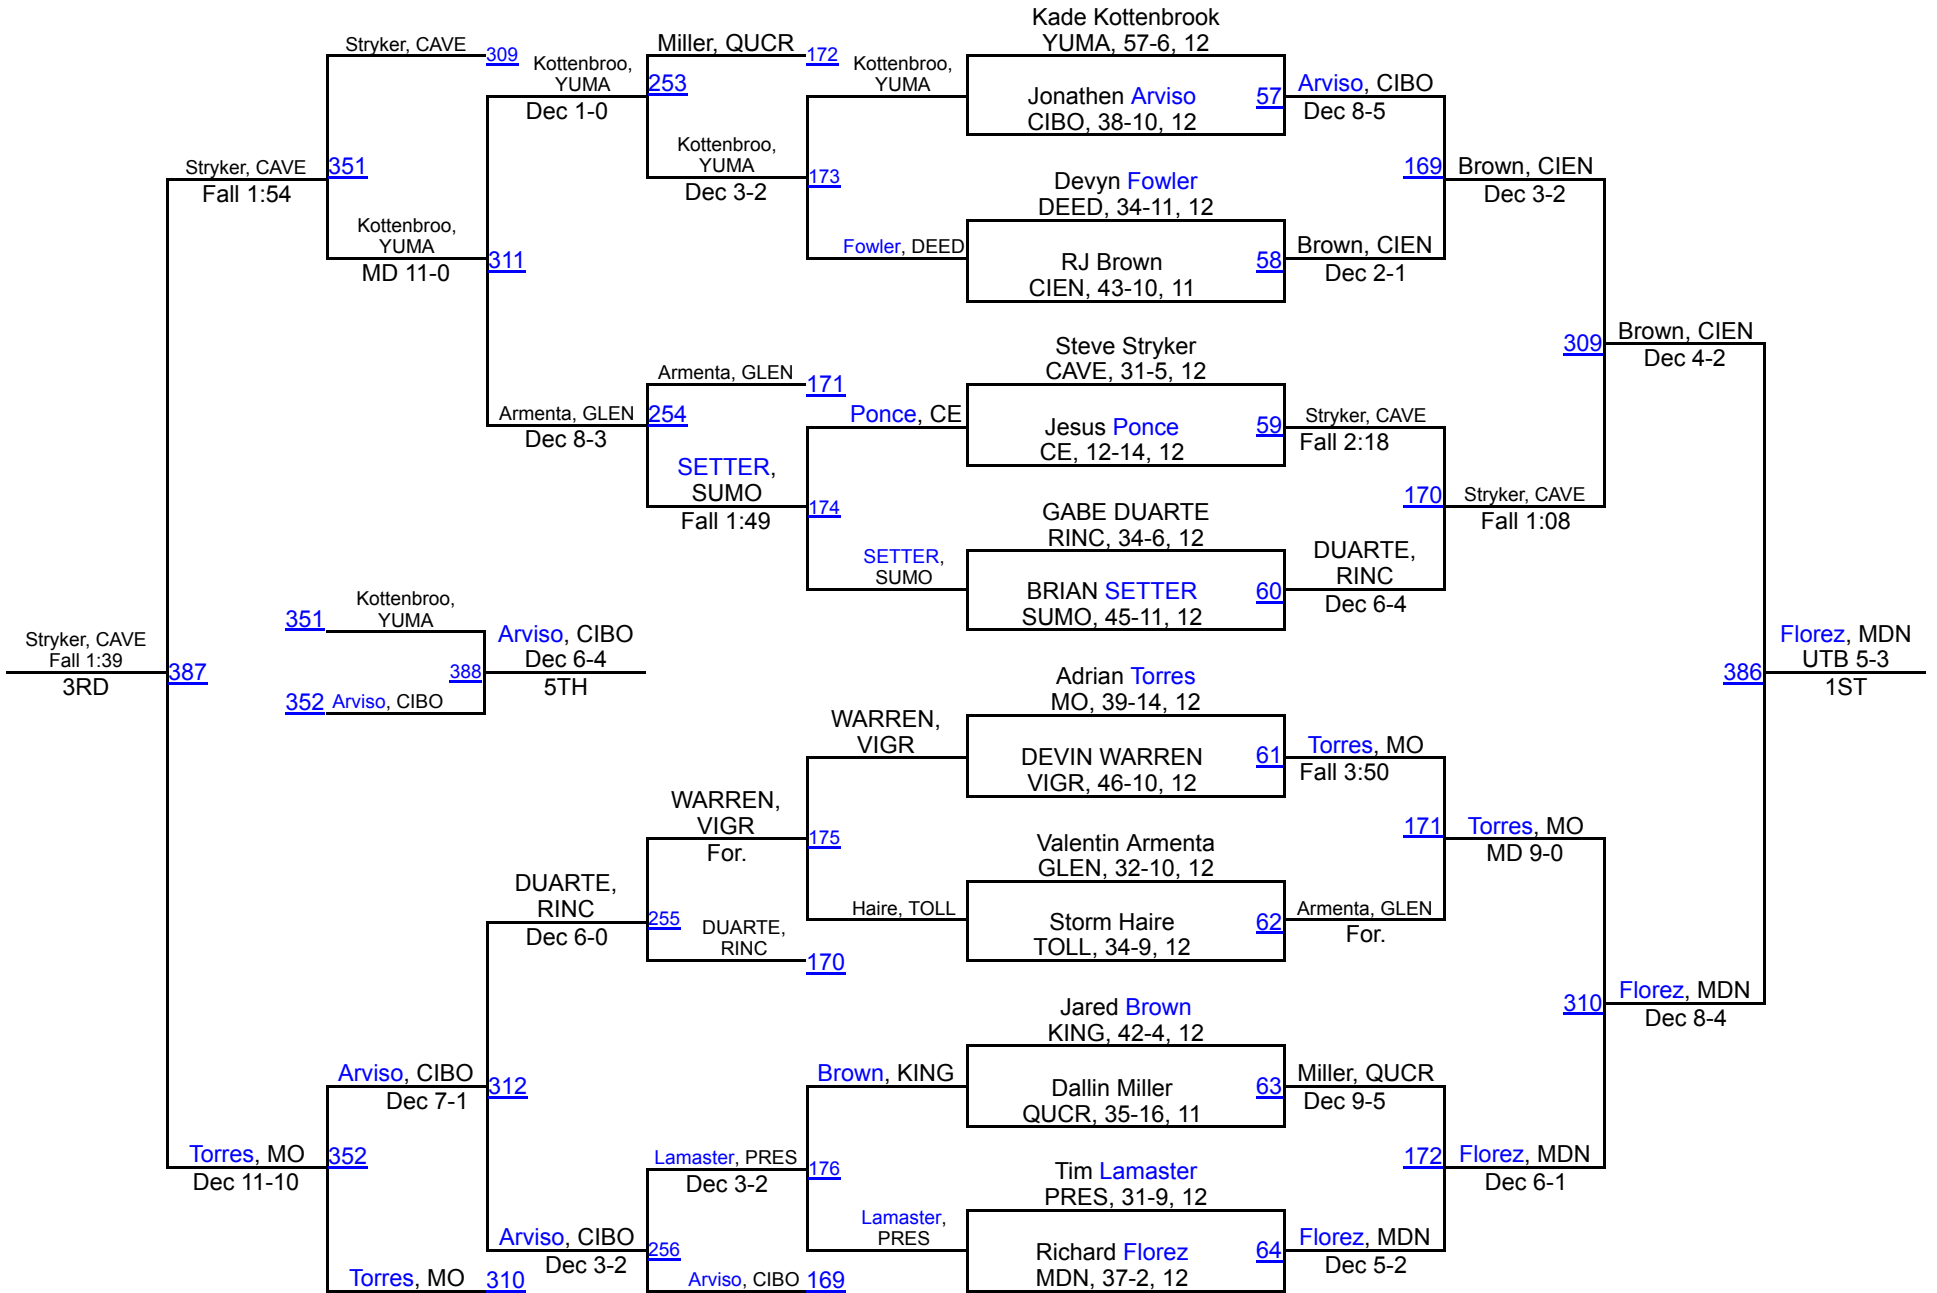 Kade Kottenbrook
YUMA, 57-6, 12
Jonathen Arviso
CIBO, 38-10, 12
57
Devyn Fowler
DEED, 34-11, 12
RJ Brown
CIEN, 43-10, 11
58
Steve Stryker
CAVE, 31-5, 12
Jesus Ponce
CE, 12-14, 12
59
GABE DUARTE
RINC, 34-6, 12
BRIAN SETTER
SUMO, 45-11, 12
60
Adrian Torres
MO, 39-14, 12
DEVIN WARREN
VIGR, 46-10, 12
61
Valentin Armenta
GLEN, 32-10, 12
Storm Haire
TOLL, 34-9, 12
62
Jared Brown
KING, 42-4, 12
Dallin Miller
QUCR, 35-16, 11
63
Tim Lamaster
PRES, 31-9, 12
Richard Florez
MDN, 37-2, 12
64
Arviso, CIBO
Dec 8-5
169
Brown, CIEN
Dec 2-1
Stryker, CAVE
Fall 2:18
170
DUARTE,
RINC
Dec 6-4
Torres, MO
Fall 3:50
171
Armenta, GLEN
For.
Miller, QUCR
Dec 9-5
172
Florez, MDN
Dec 5-2
Brown, CIEN
Dec 3-2
309
Stryker, CAVE
Fall 1:08
Torres, MO
MD 9-0
310
Florez, MDN
Dec 6-1
Brown, CIEN
Dec 4-2
386
Florez, MDN
Dec 8-4
Florez, MDN
UTB 5-3
1ST
Kottenbroo,
YUMA
173
Fowler, DEED
Ponce, CE
174
SETTER,
SUMO
WARREN,
VIGR
175
Haire, TOLL
Brown, KING
176
Lamaster,
PRES
Miller, QUCR
172
253
Kottenbroo,
YUMA
Dec 3-2
Armenta, GLEN
171
254
SETTER,
SUMO
Fall 1:49
WARREN,
VIGR
For.
255
DUARTE,
RINC
170
Lamaster, PRES
Dec 3-2
256
Arviso, CIBO
169
Kottenbroo,
YUMA
Dec 1-0
311
Armenta, GLEN
Dec 8-3
DUARTE,
RINC
Dec 6-0
312
Arviso, CIBO
Dec 3-2
Stryker, CAVE
309
351
Kottenbroo,
YUMA
MD 11-0
Arviso, CIBO
Dec 7-1
352
Torres, MO
310
Stryker, CAVE
Fall 1:54
387
Torres, MO
Dec 11-10
Stryker, CAVE
Fall 1:39
3RD
351
Kottenbroo,
YUMA
388
352
Arviso, CIBO
Arviso, CIBO
Dec 6-4
5TH